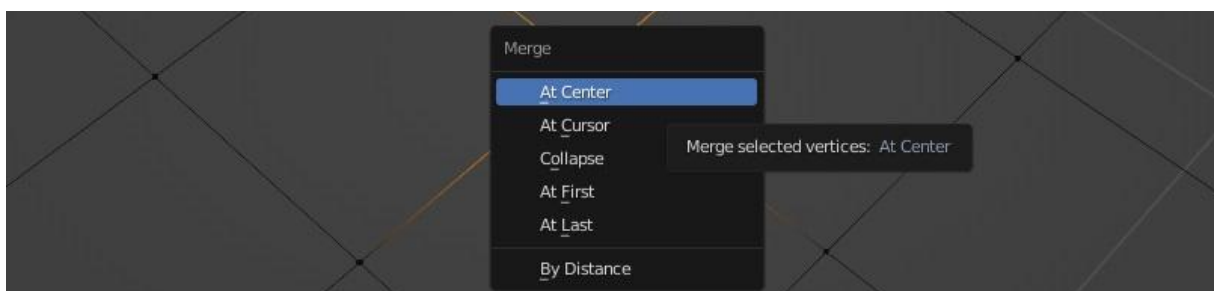 Merge
At Center
At Cursor
Merge selected vertices: At Center
Collapse
At First
At Last
By Distance